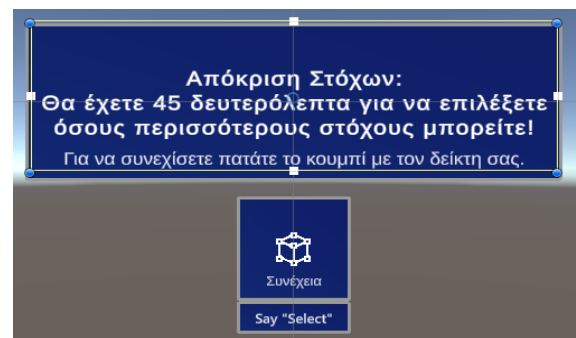 Απόκριση Στόχων:
Θα έχετε 45 δευτερόλεπτα για να επιλέξετε
όσους περισσότερους στόχους μπορείτε!
Για να συνεχίσετε πατάτε το κουμπί με τον δείκτη σας.
Συνέχεια
Say "Select"